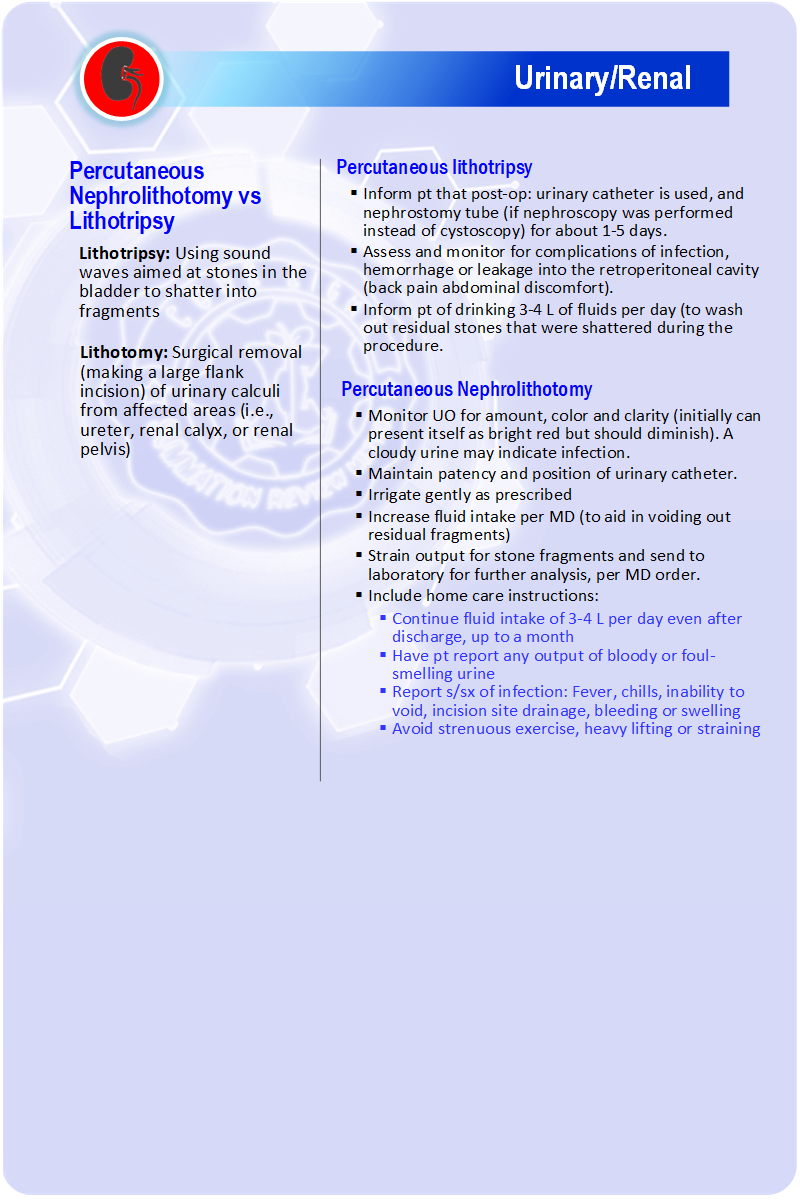 Urinary/Renal
Percutaneous
Nephrolithotomy vs
Lithotripsy
Lithotripsy: Using sound
waves aimed at stones in the
bladder to shatter into
fragments
Lithotomy: Surgical removal
(making a large flank
incision) of urinary calculi
from affected areas (i.e.,
ureter, renal calyx, or renal
pelvis)
Percutaneous lithotripsy
▪ Inform pt that post-op: urinary catheter is used, and
nephrostomy tube (if nephroscopy was performed
instead of cystoscopy) for about 1-5 days.
▪ Assess and monitor for complications of infection,
hemorrhage or leakage into the retroperitoneal cavity
(back pain abdominal discomfort).
▪ Inform pt of drinking 3-4 L of fluids per day (to wash
out residual stones that were shattered during the
procedure.
Percutaneous Nephrolithotomy
▪ Monitor UO for amount, color and clarity (initially can
present itself as bright red but should diminish). A
cloudy urine may indicate infection.
▪ Maintain patency and position of urinary catheter.
▪ Irrigate gently as prescribed
▪ Increase fluid intake per MD (to aid in voiding out
residual fragments)
▪ Strain output for stone fragments and send to
laboratory for further analysis, per MD order.
▪ Include home care instructions:
▪ Continue fluid intake of 3-4 L per day even after
discharge, up to a month
▪ Have pt report any output of bloody or foul-
smelling urine
▪ Report s/sx of infection: Fever, chills, inability to
void, incision site drainage, bleeding or swelling
▪ Avoid strenuous exercise, heavy lifting or straining